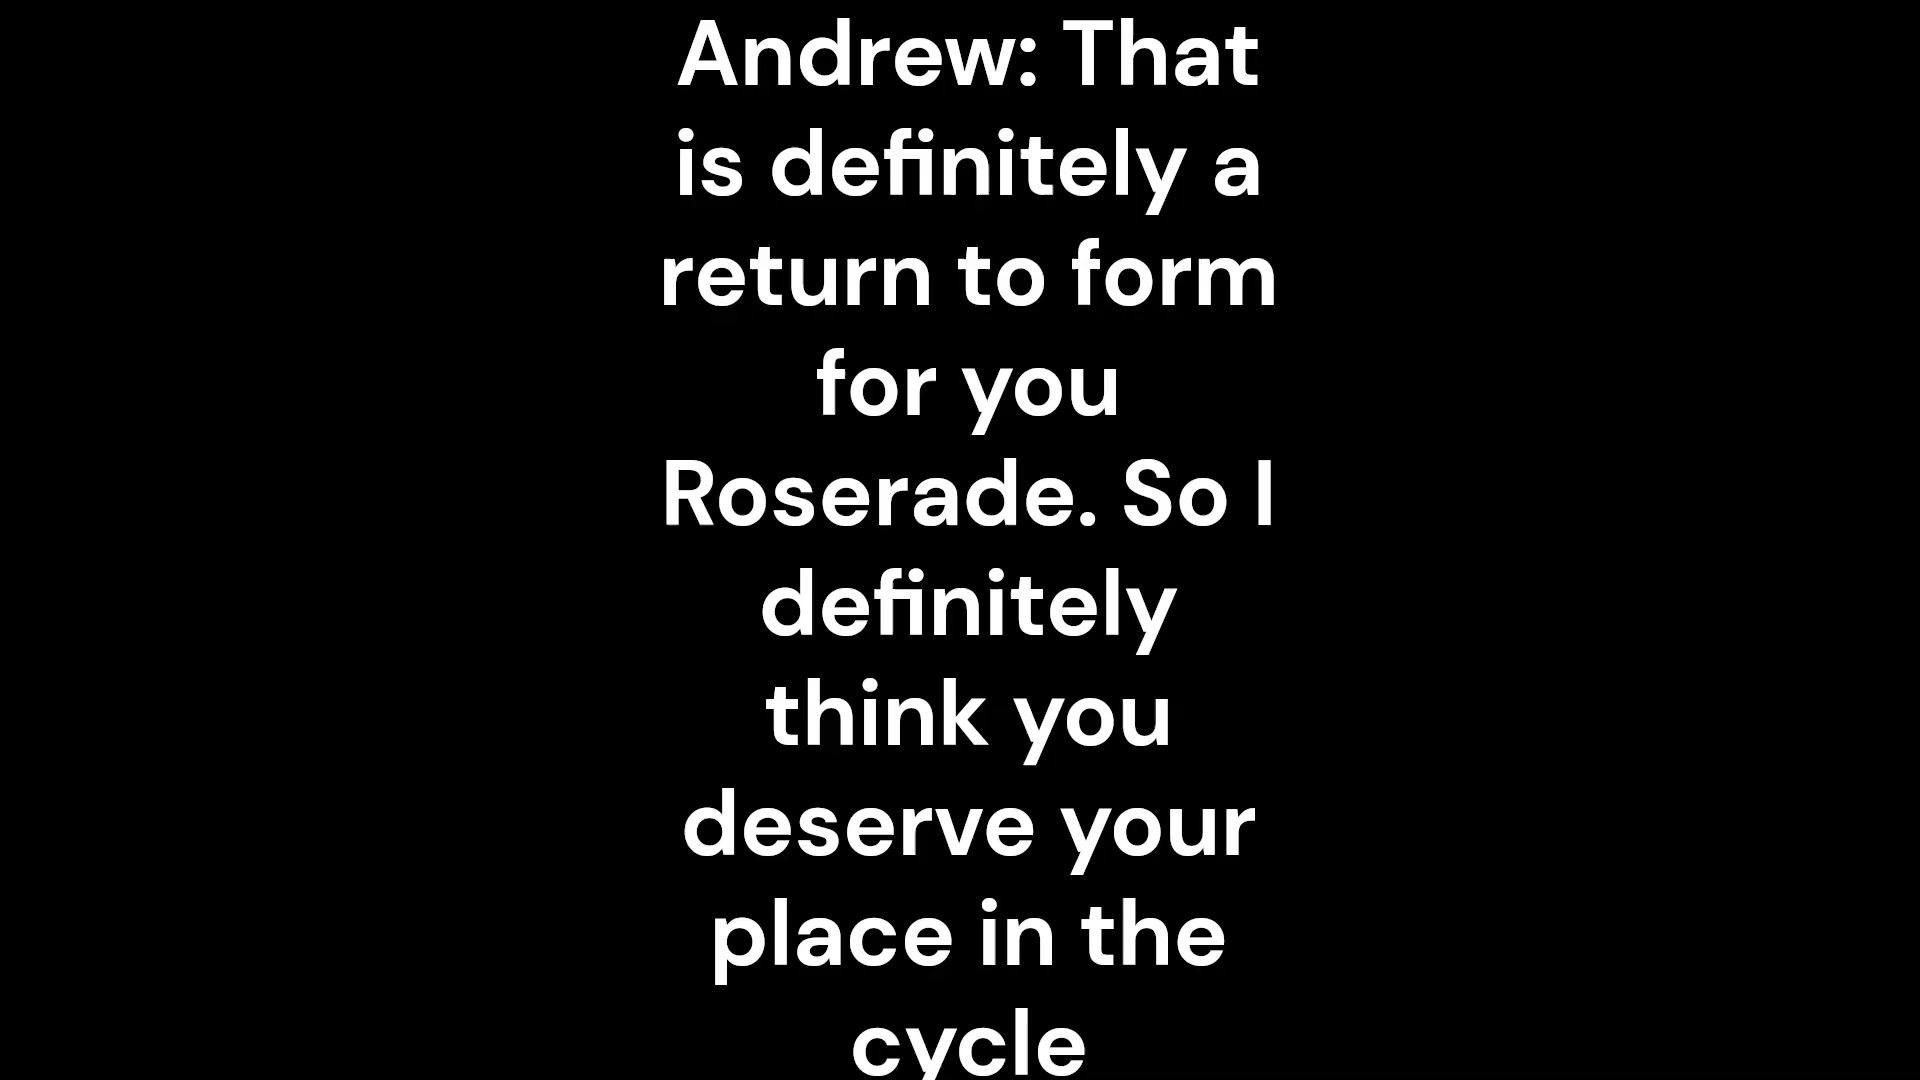 Andrew: That
is definitely a
return to form
for you
Roserade. So I
definitely
think you
deserve your
place in the
cycle